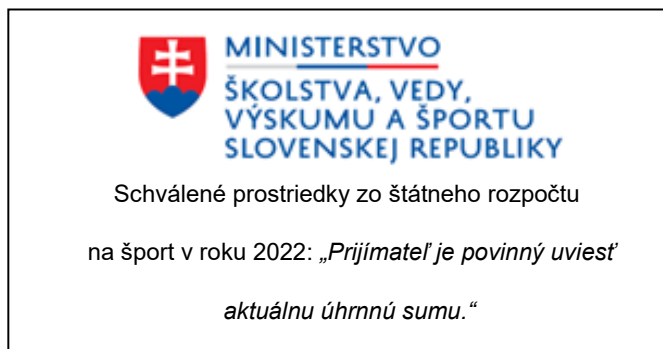 MINISTERSTVO
ŠKOLSTVA, VEDY,
VÝSKUMU A ŠPORTU
SLOVENSKEJ REPUBLIKY
Schválené prostriedky zo štátneho rozpočtu
na šport v roku 2022: „Prijímateľ je povinný uviesť
aktuálnu úhrnnú sumu.“